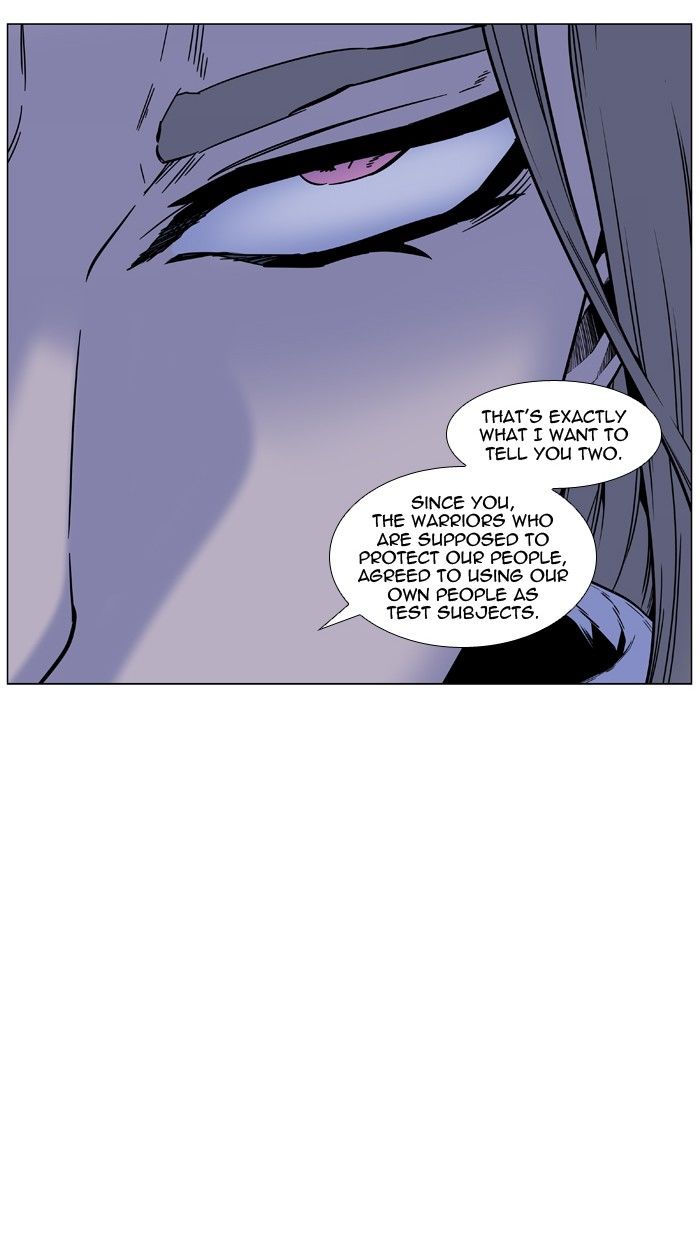 THAT'S EXACTLY
WHAT I WANT TO
TELL YOU TWO.
SINCE YOU,
THE WARRIORS WHO
ARE SUPPOSED TO
PROTECT OUR PEOPLE,
AGREED TO USING OUR
OWN PEOPLE AS
TEST SUBJECTS.